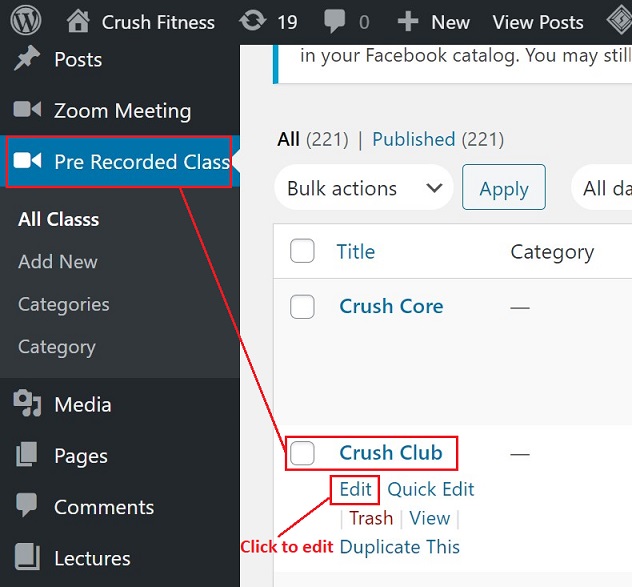 Crush Fitness 19 0 New View Posts
Posts
Zoom Meeting
Pre Recorded Class
All Classs
Add New
Categories
Category
Media
Pages
Comments
Lectures
in your Facebook catalog. You may still
All (221) | Published (221)
Bulk actions Apply All da
Title Category
Crush Core —
Crush Club —
Edit Quick Edit
| Trash | View |
Click to edit Duplicate This